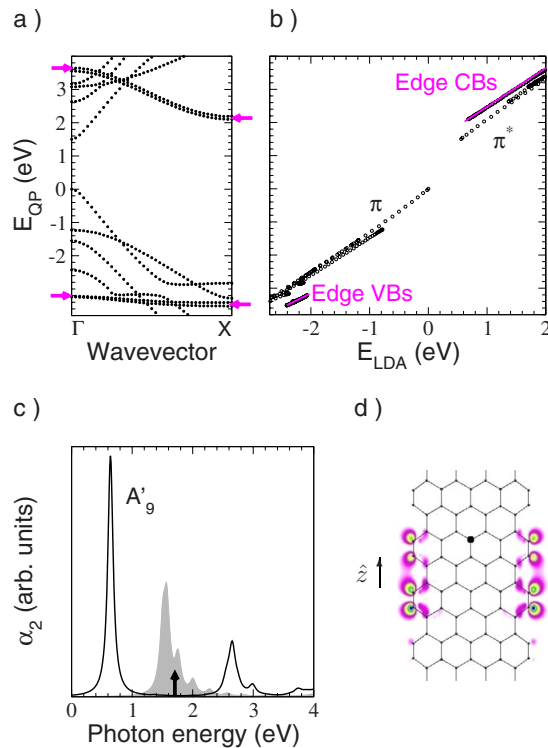 a )
3
2
1
0
-1
-2
E_QP (eV)
Γ X
Wavevector
b )
Edge CBs
π*
π
Edge VBs
-2 -1 0 1 2
E_LDA (eV)
c )
A'_9
α_2 (arb. units)
0 1 2 3 4
Photon energy (eV)
d )
ẑ